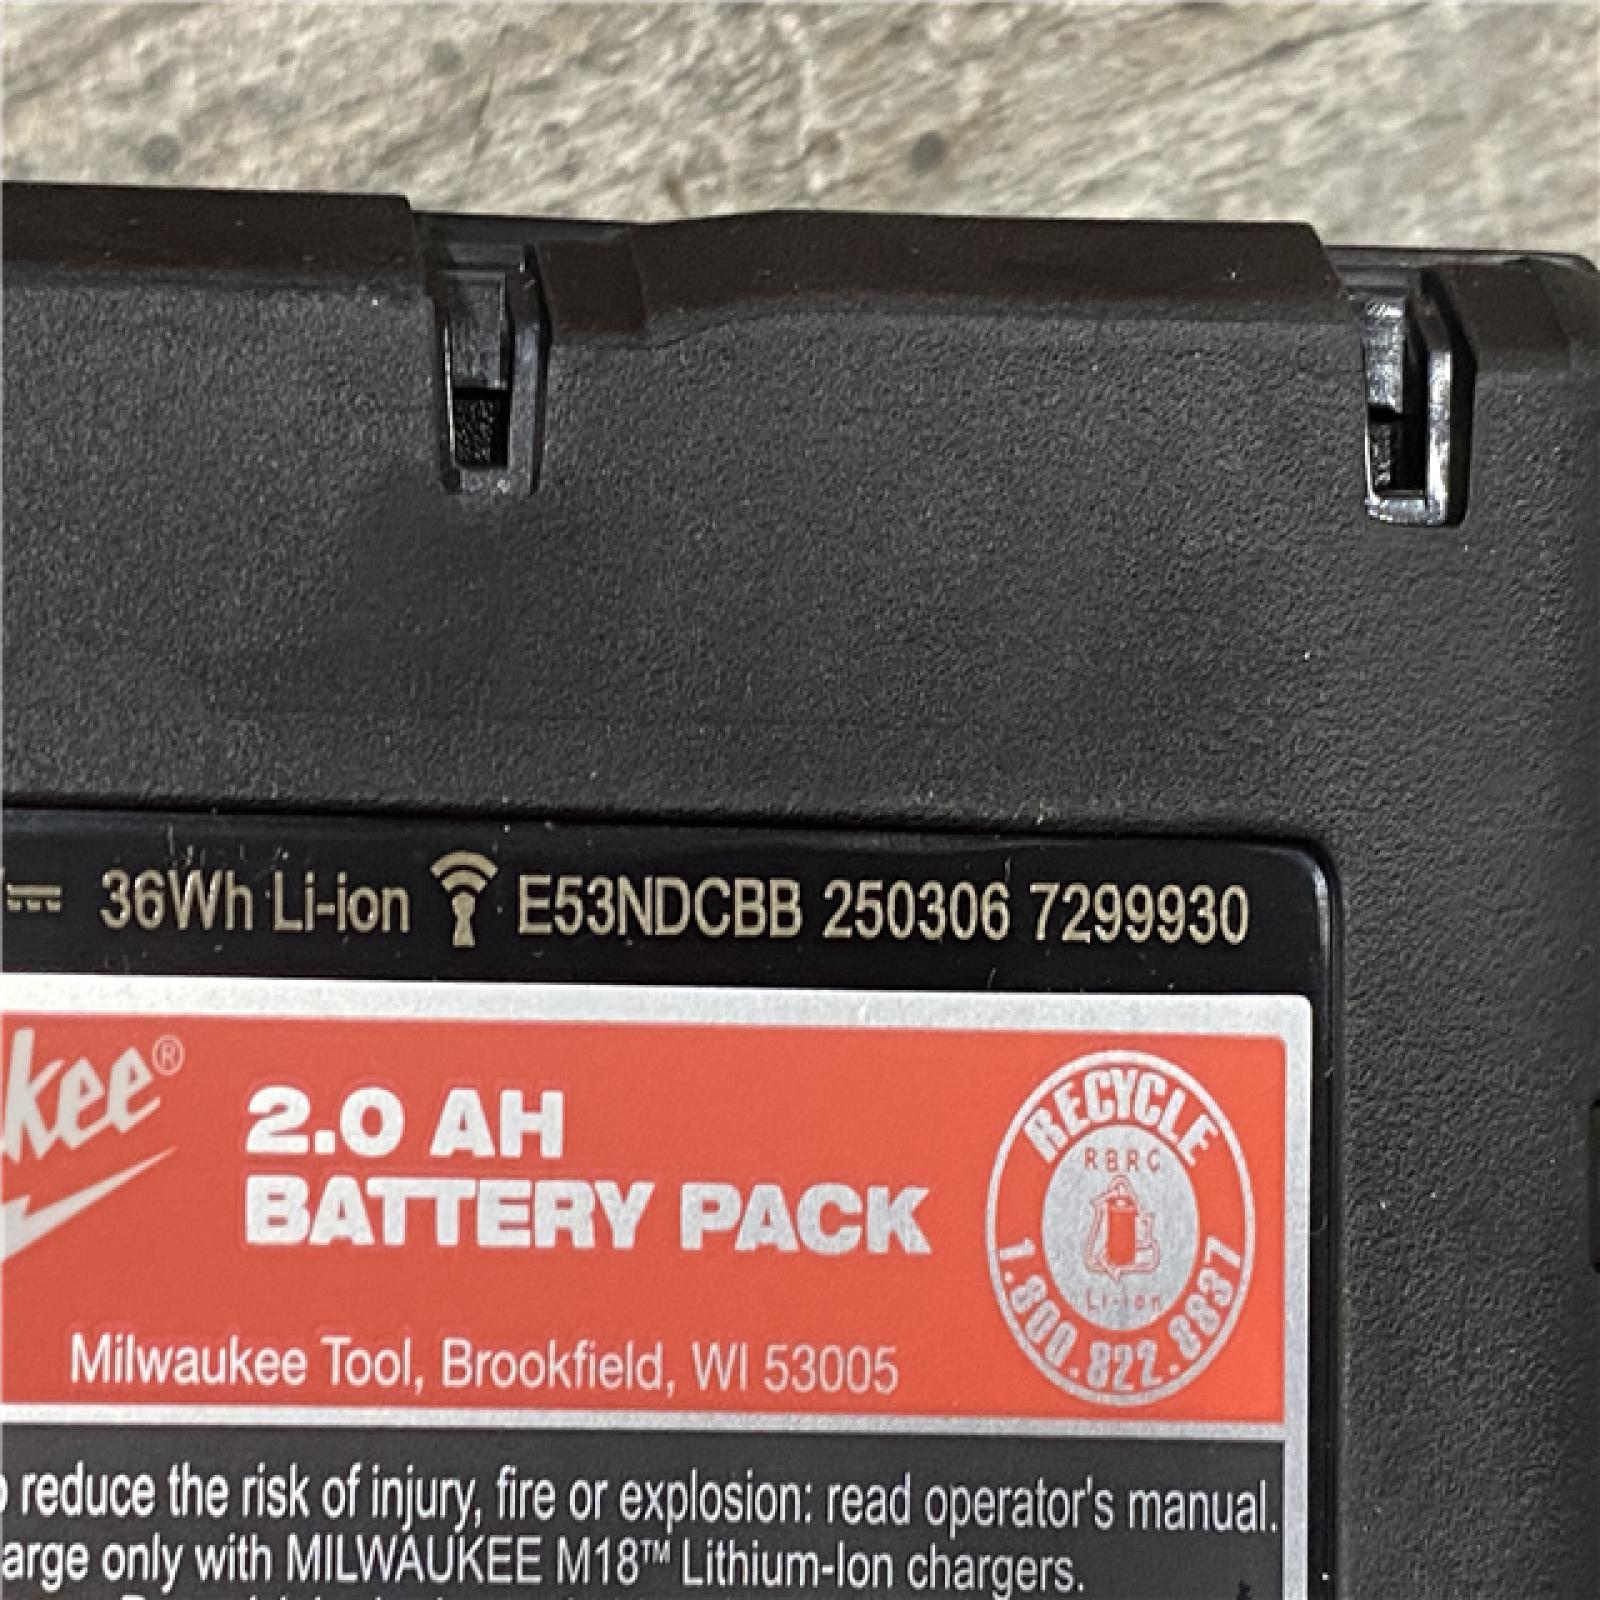 36Wh Li-ion E53NDCBB 250306 7299930
kee®
2.0 AH
BATTERY PACK
Milwaukee Tool, Brookfield, WI 53005
RECYCLE
RBRC
Li-ion
1.800.822.8837
reduce the risk of injury, fire or explosion: read operator's manual.
arge only with MILWAUKEE M18™ Lithium-Ion chargers.